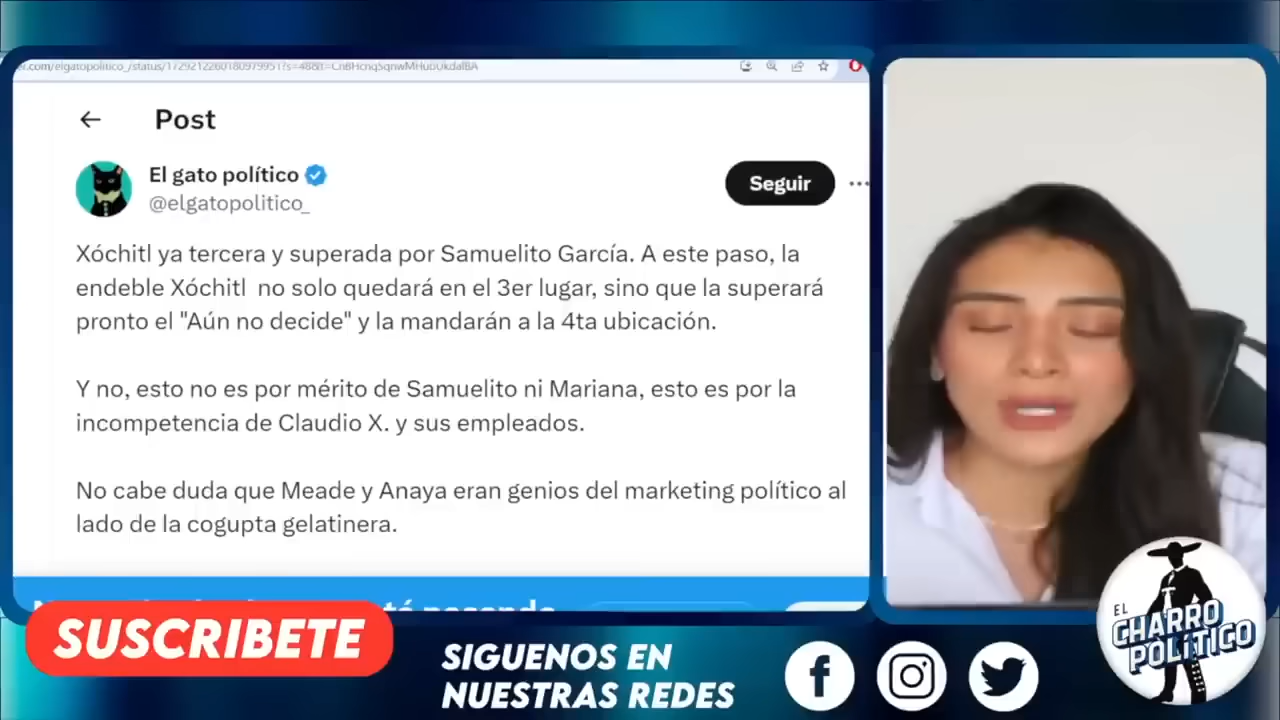 Post
El gato político
@elgatopolitico_
Seguir
Xóchitl ya tercera y superada por Samuelito García. A este paso, la
endeble Xóchitl no solo quedará en el 3er lugar, sino que la superará
pronto el "Aún no decide" y la mandarán a la 4ta ubicación.
Y no, esto no es por mérito de Samuelito ni Mariana, esto es por la
incompetencia de Claudio X. y sus empleados.
No cabe duda que Meade y Anaya eran genios del marketing político al
lado de la cogupta gelatinera.
SUSCRIBETE
SIGUENOS EN
NUESTRAS REDES
EL
CHARRO
POLÍTICO